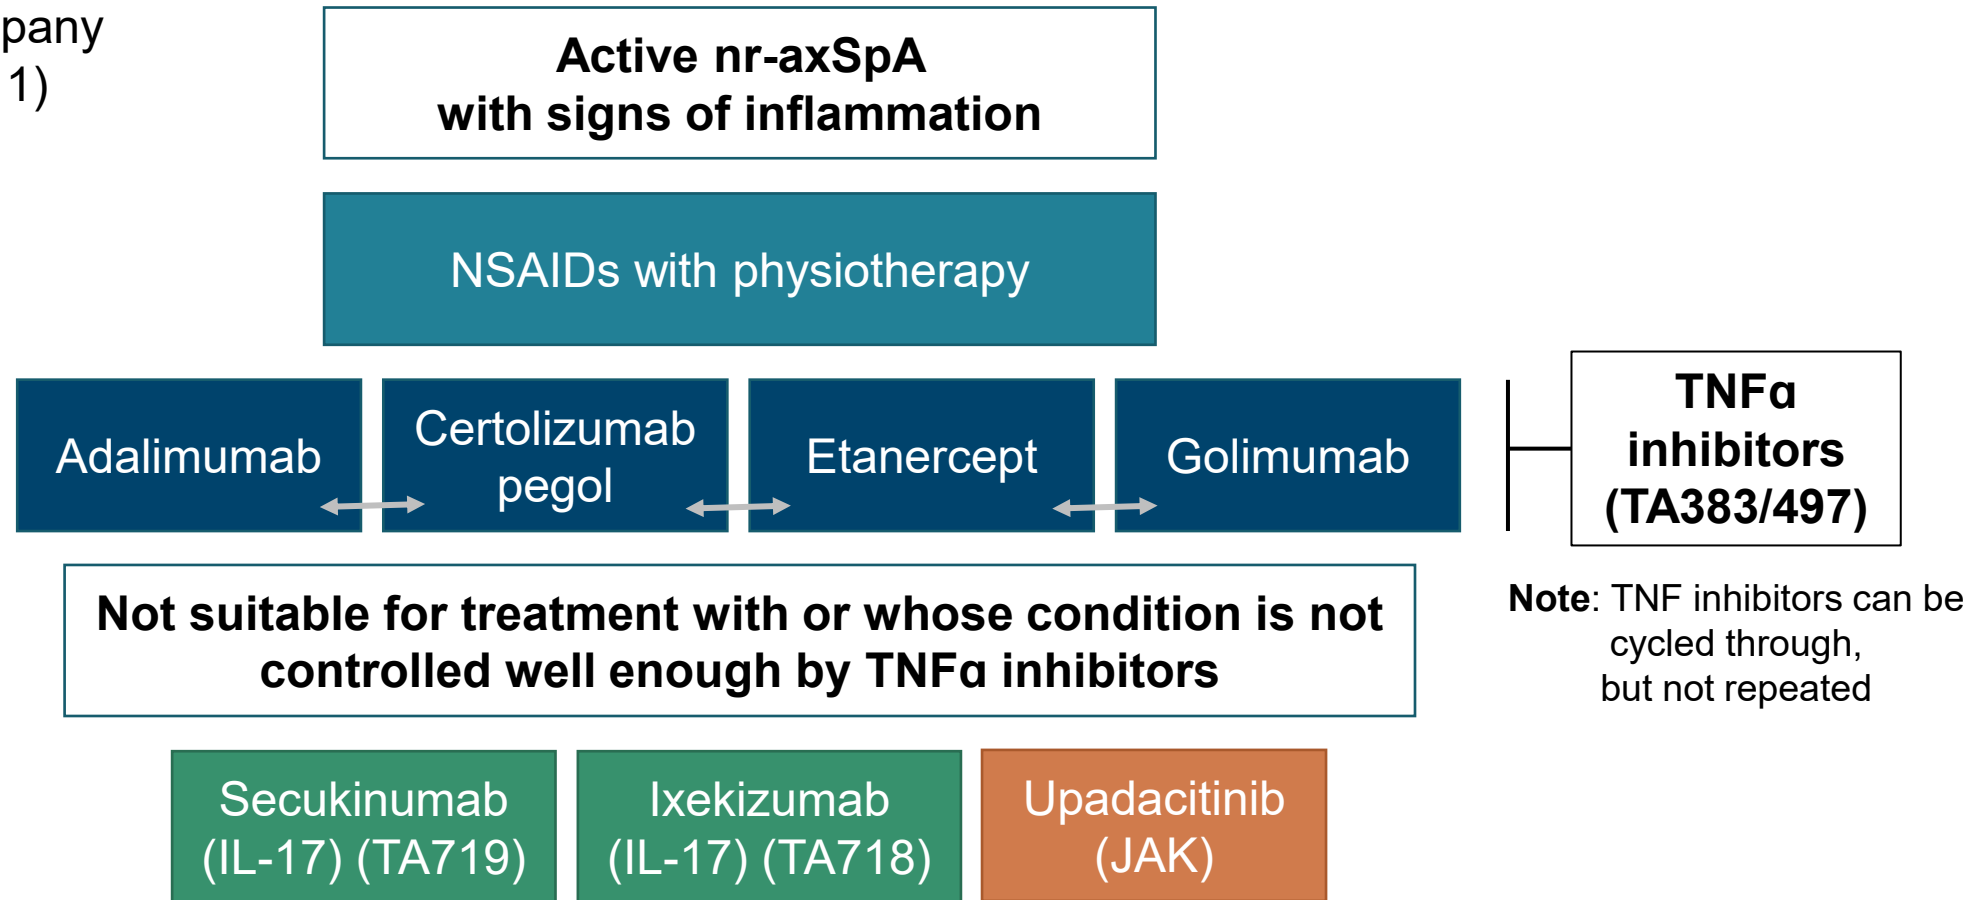 pany
1)
Active nr-axSpA
with signs of inflammation
NSAIDs with physiotherapy
Adalimumab
Certolizumab
pegol
Etanercept
Golimumab
TNFα
inhibitors
(TA383/497)
Not suitable for treatment with or whose condition is not
controlled well enough by TNFα inhibitors
Note: TNF inhibitors can be
cycled through,
but not repeated
Secukinumab
(IL-17) (TA719)
Ixekizumab
(IL-17) (TA718)
Upadacitinib
(JAK)